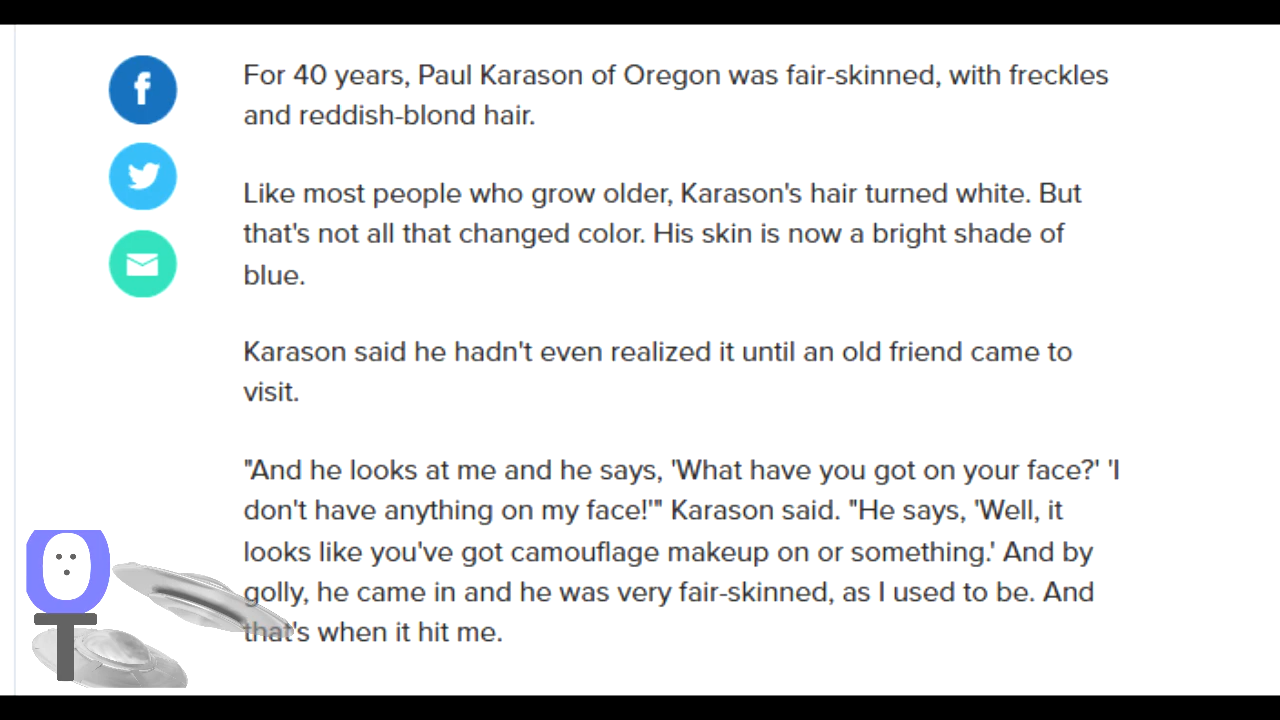 For 40 years, Paul Karason of Oregon was fair-skinned, with freckles
and reddish-blond hair.
Like most people who grow older, Karason's hair turned white. But
that's not all that changed color. His skin is now a bright shade of
blue.
Karason said he hadn't even realized it until an old friend came to
visit.
"And he looks at me and he says, 'What have you got on your face?' 'I
don't have anything on my face!'" Karason said. "He says, 'Well, it
looks like you've got camouflage makeup on or something.' And by
golly, he came in and he was very fair-skinned, as I used to be. And
that's when it hit me.